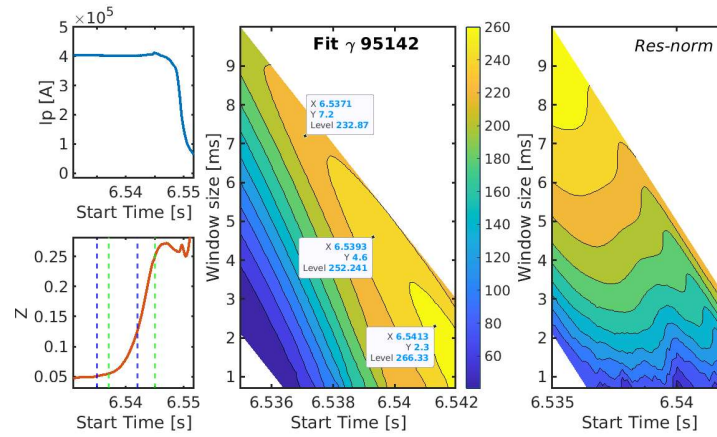 ×10⁵
5
4
3
2
1
0
Ip [A]
6.54
6.55
Start Time [s]
0.25
0.20
0.15
0.10
0.05
Z
6.54
6.55
Start Time [s]
Fit γ 95142
9
8
7
6
5
4
3
2
1
Window size [ms]
X 6.5371
Y 7.2
Level 232.87
X 6.5393
Y 4.6
Level 252.241
X 6.5413
Y 2.3
Level 266.33
6.536
6.538
6.54
6.542
Start Time [s]
260
240
220
200
180
160
140
120
100
80
60
Res-norm
9
8
7
6
5
4
3
2
1
Window size [ms]
6.535
6.54
Start Time [s]